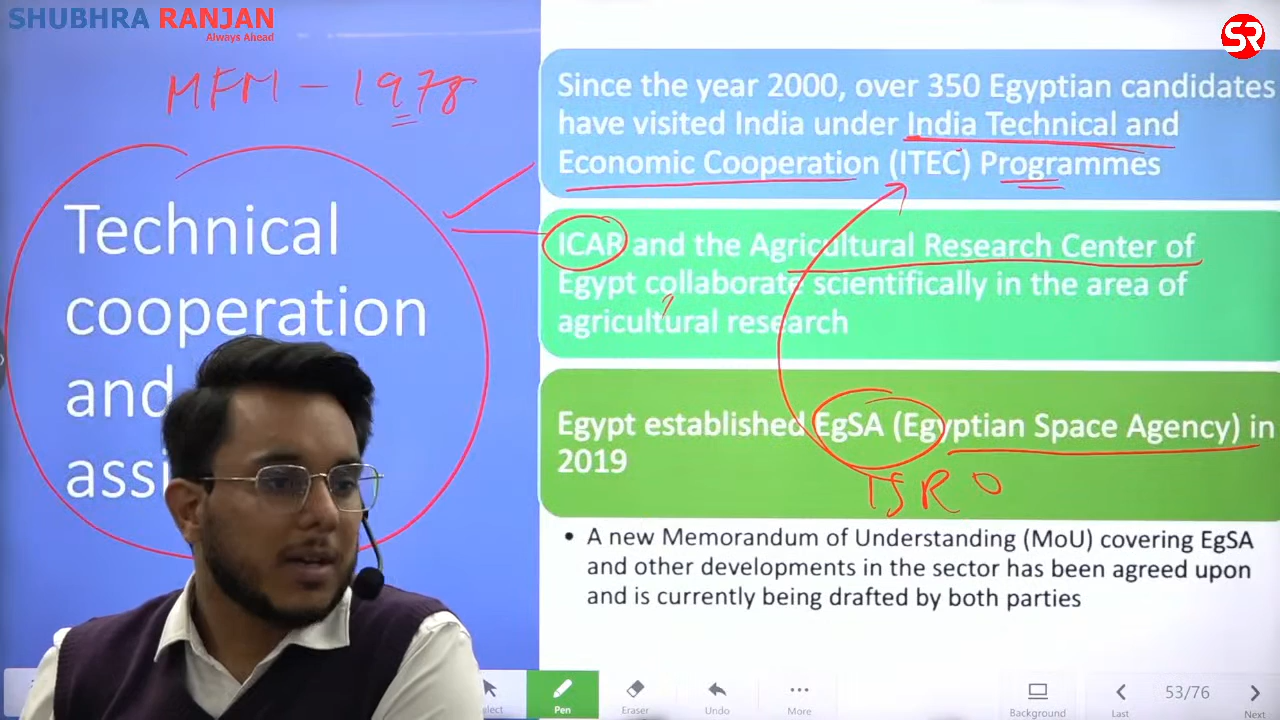 SHUBHRA RANJAN
Always Ahead
SR
MFM - 1978
Technical
cooperation
and
assi
Since the year 2000, over 350 Egyptian candidates
have visited India under India Technical and
Economic Cooperation (ITEC) Programmes
ICAR and the Agricultural Research Center of
Egypt collaborate scientifically in the area of
agricultural research
Egypt established EgSA (Egyptian Space Agency) in
2019
ISRO
• A new Memorandum of Understanding (MoU) covering EgSA
and other developments in the sector has been agreed upon
and is currently being drafted by both parties
elect
Pen
Eraser
Undo
More
Background
Last
53/76
Next